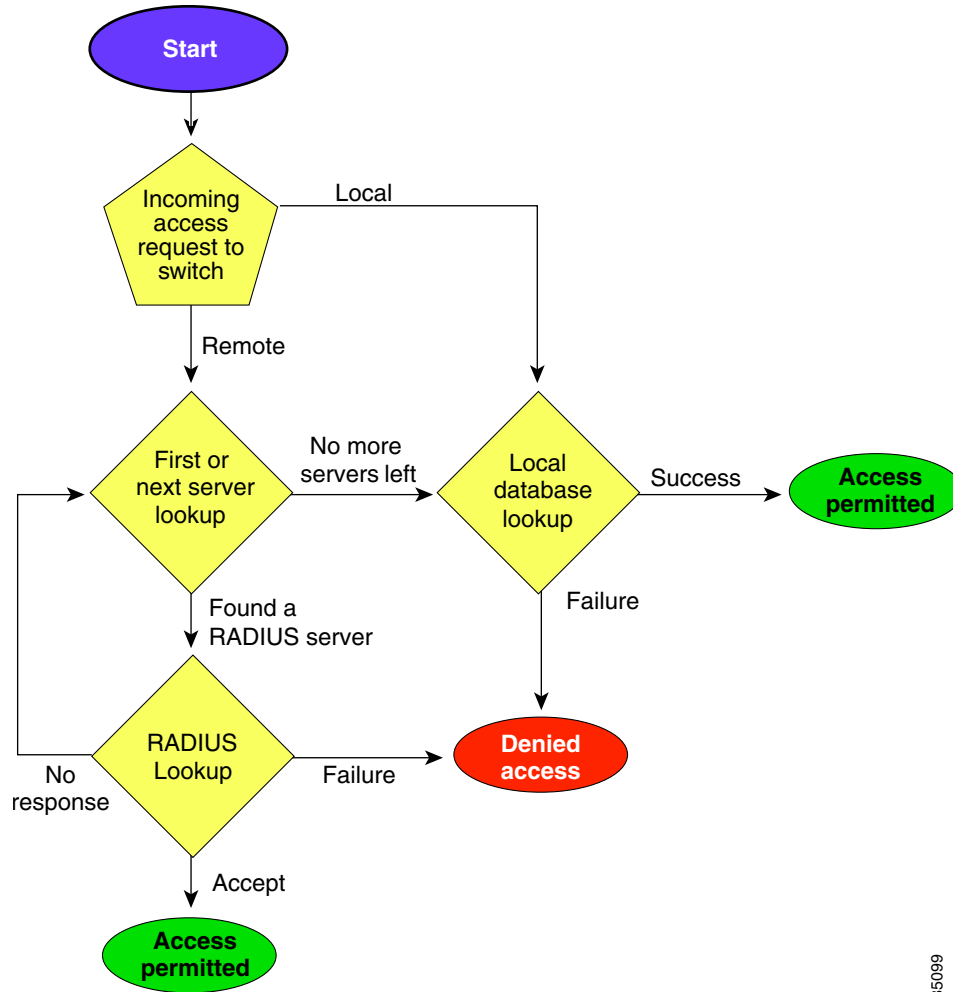 Start
Incoming
access
request to
switch
Local
Remote
First or
next server
lookup
No more
servers left
Local
database
lookup
Success
Access
permitted
Found a
RADIUS server
Failure
RADIUS
Lookup
No
response
Failure
Denied
access
Accept
Access
permitted